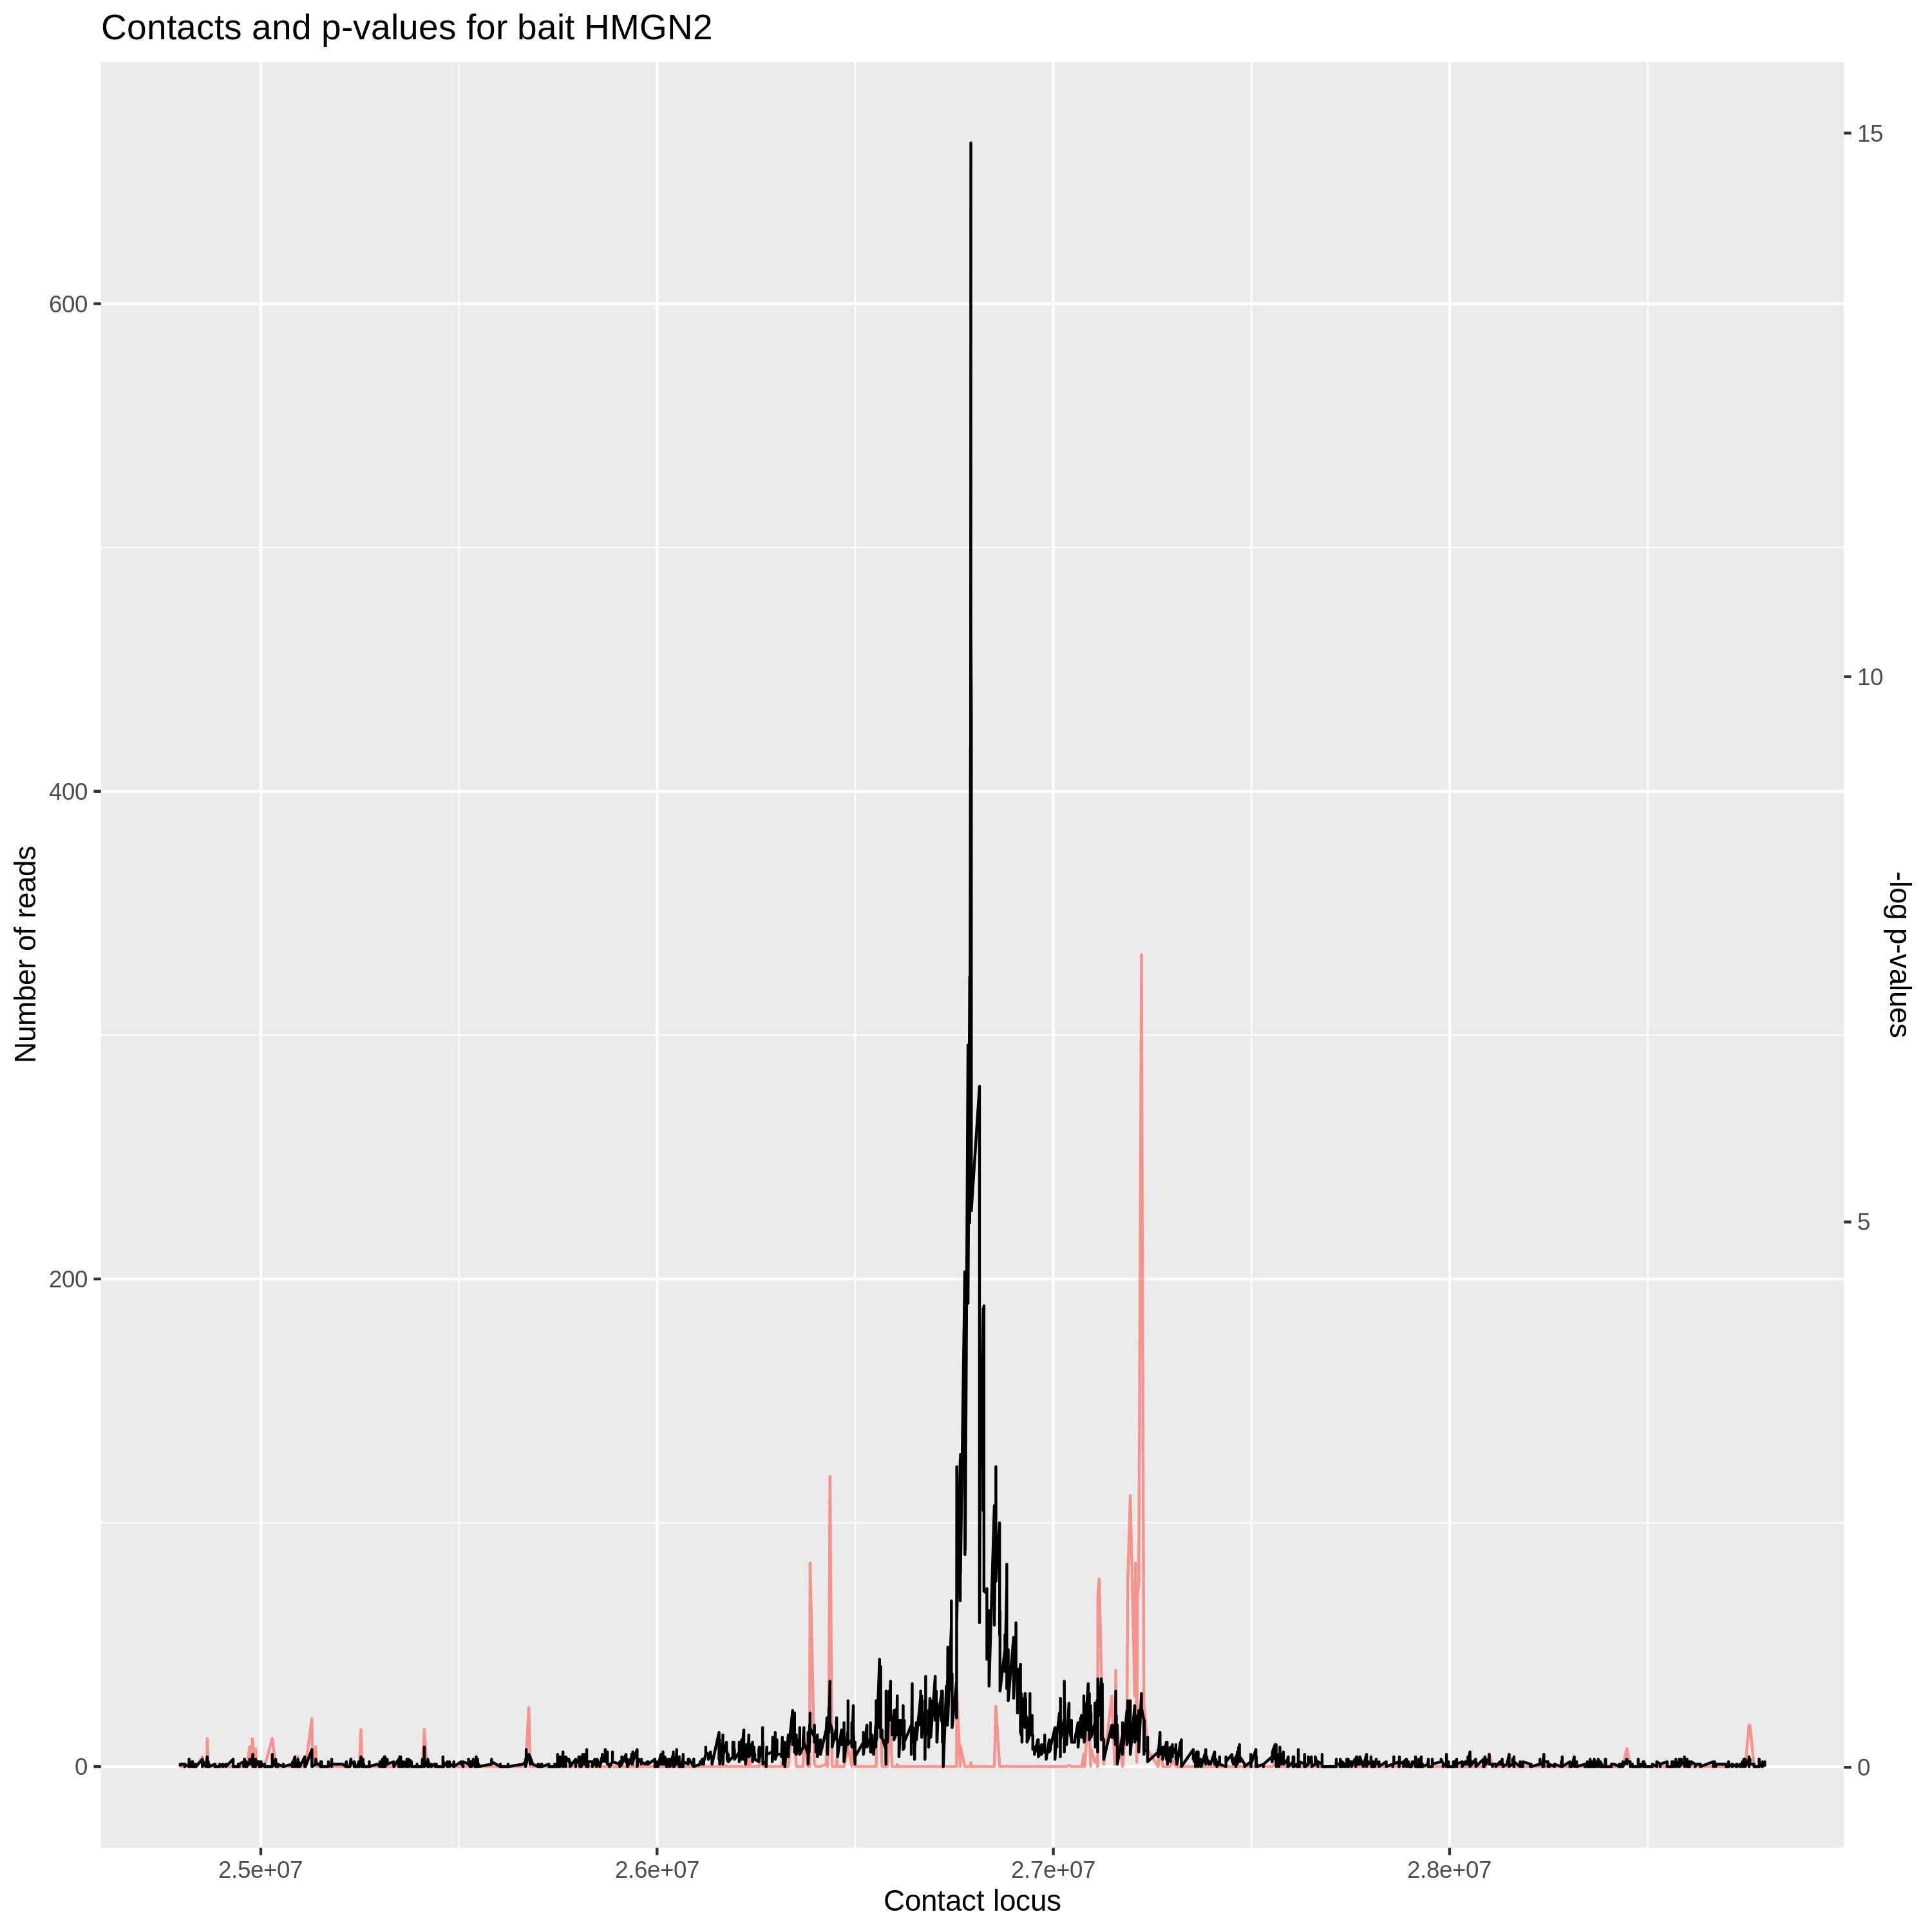 Contacts and p-values for bait HMGN2
Number of reads
600
400
200
0
15
10
5
0
-log p-values
2.5e+07
2.6e+07
2.7e+07
2.8e+07
Contact locus